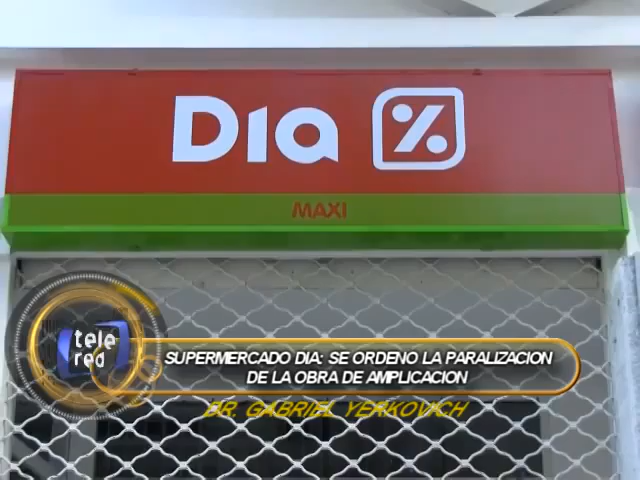 DIa %
MAXI
tele
red
SUPERMERCADO DIA: SE ORDENO LA PARALIZACION
DE LA OBRA DE AMPLICACION
DR. GABRIEL YERKOVICH